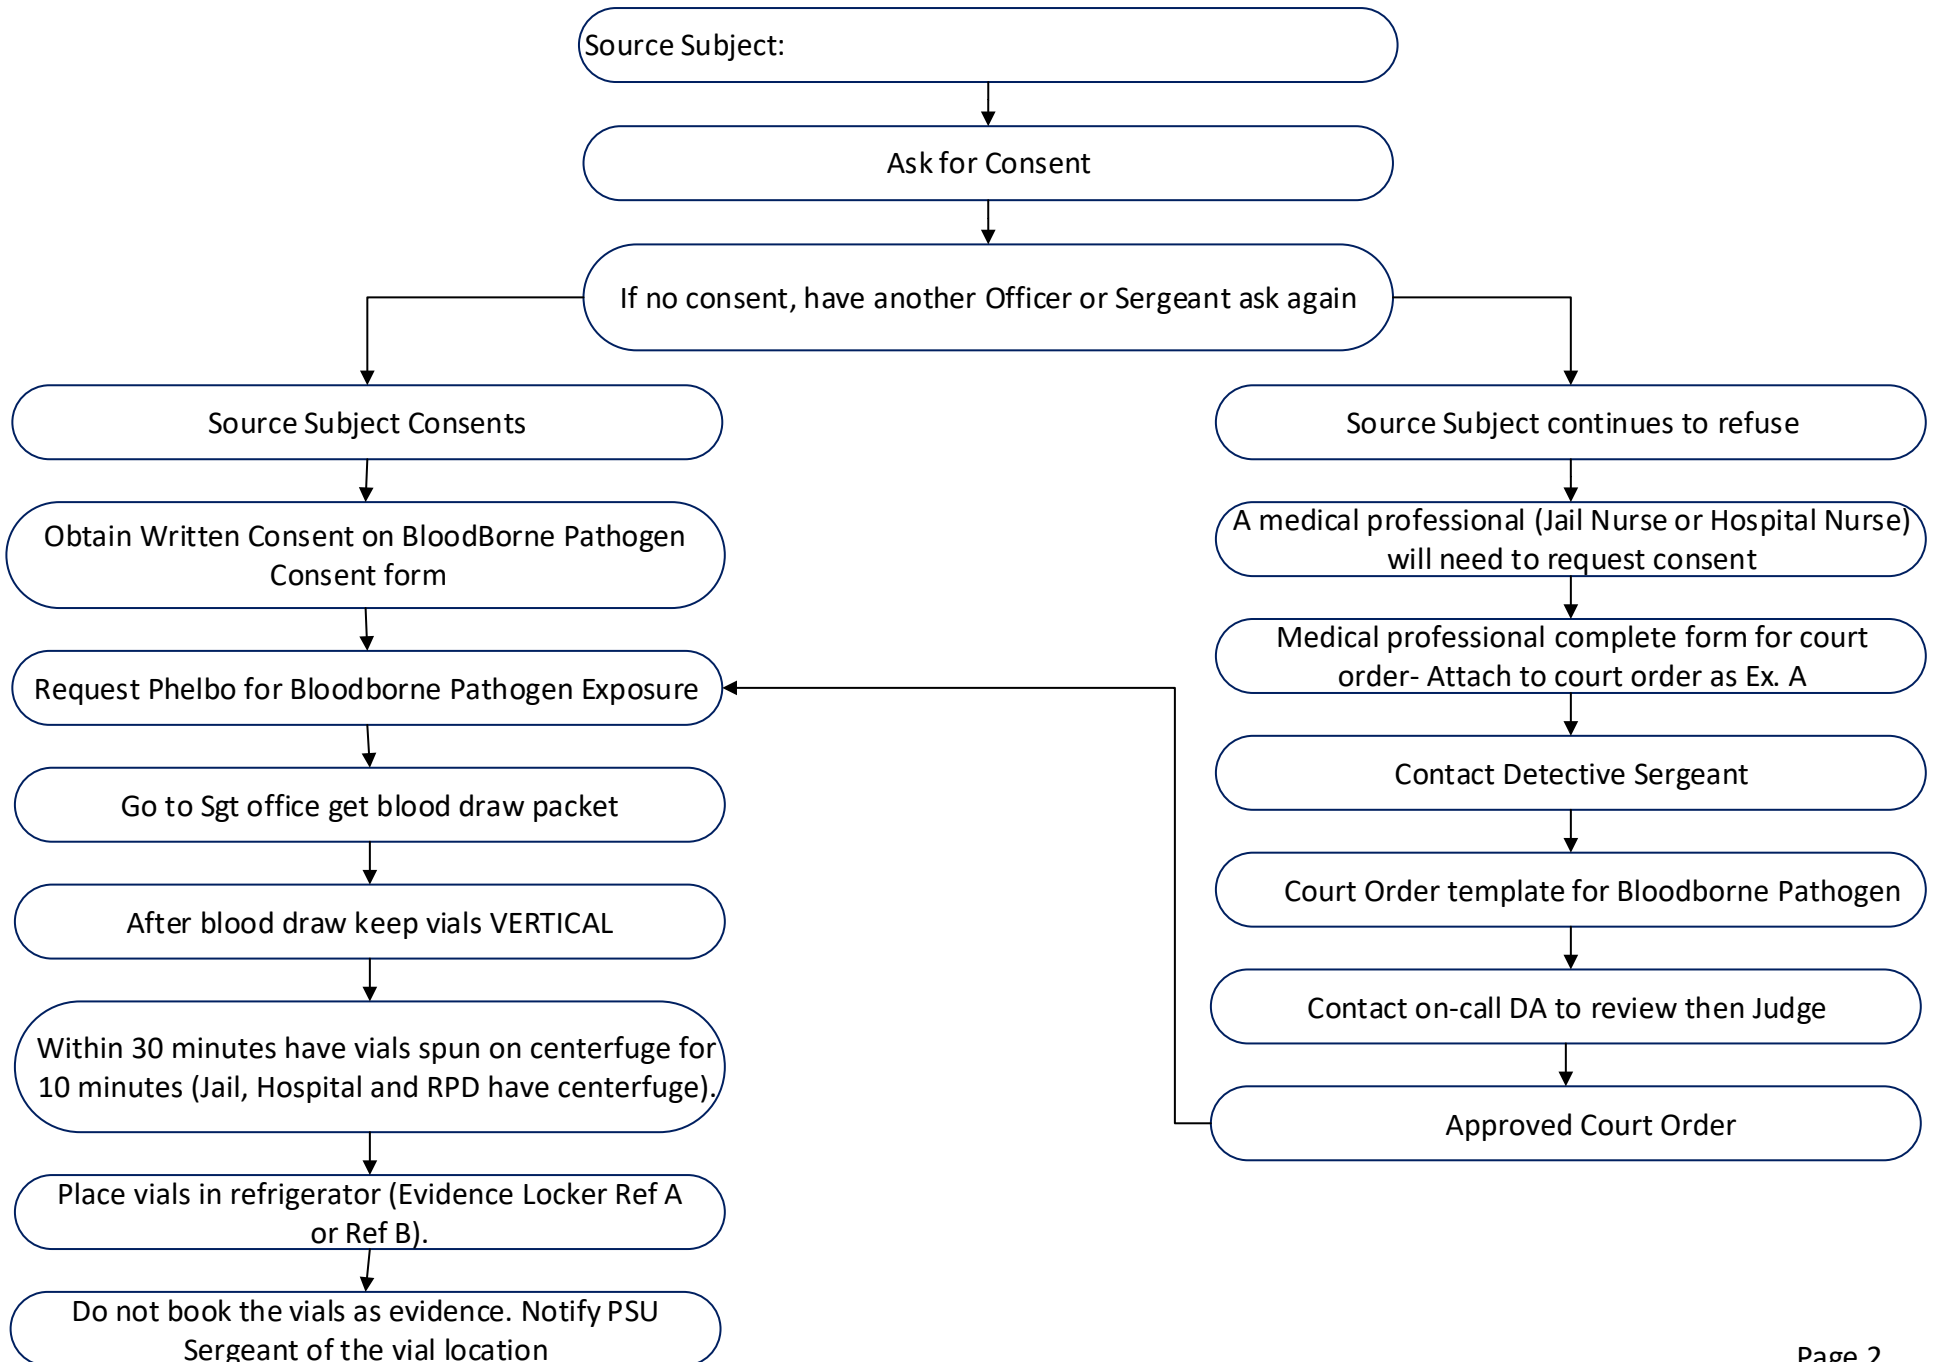 Source Subject:
Ask for Consent
If no consent, have another Officer or Sergeant ask again
Source Subject Consents
Obtain Written Consent on BloodBorne Pathogen
Consent form
Request Phelbo for Bloodborne Pathogen Exposure
Go to Sgt office get blood draw packet
After blood draw keep vials VERTICAL
Within 30 minutes have vials spun on centerfuge for
10 minutes (Jail, Hospital and RPD have centerfuge).
Place vials in refrigerator (Evidence Locker Ref A
or Ref B).
Do not book the vials as evidence. Notify PSU
Sergeant of the vial location
Source Subject continues to refuse
A medical professional (Jail Nurse or Hospital Nurse)
will need to request consent
Medical professional complete form for court
order- Attach to court order as Ex. A
Contact Detective Sergeant
Court Order template for Bloodborne Pathogen
Contact on-call DA to review then Judge
Approved Court Order
Page 2